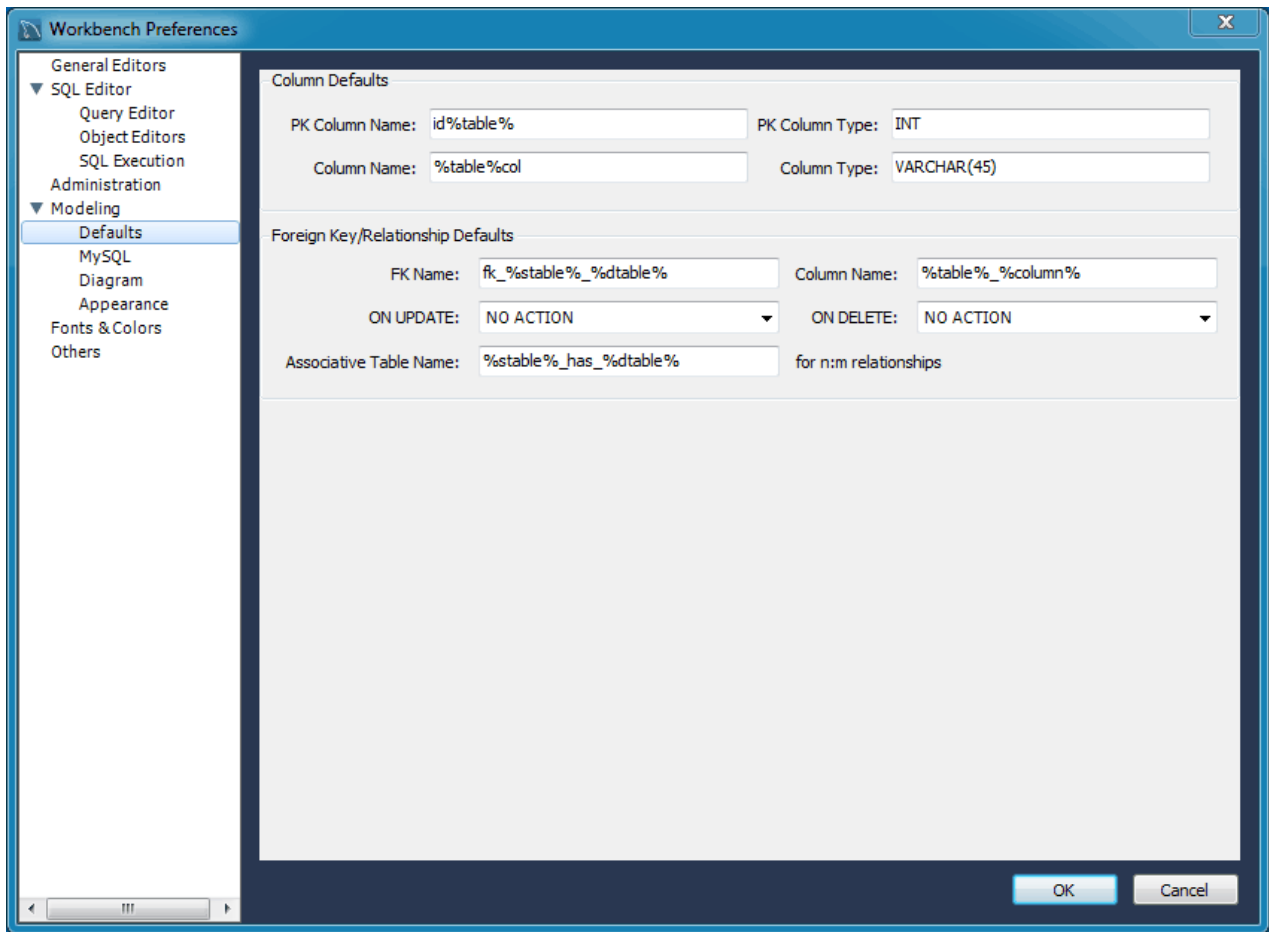 Workbench Preferences
X
General Editors
SQL Editor
Query Editor
Object Editors
SQL Execution
Administration
Modeling
Defaults
MySQL
Diagram
Appearance
Fonts & Colors
Others
Column Defaults
PK Column Name: id%table% PK Column Type: INT
Column Name: %table%col Column Type: VARCHAR(45)
Foreign Key/Relationship Defaults
FK Name: fk_%stable%_%dtable% Column Name: %table%_%column%
ON UPDATE: NO ACTION ON DELETE: NO ACTION
Associative Table Name: %stable%_has_%dtable% for n:m relationships
OK Cancel